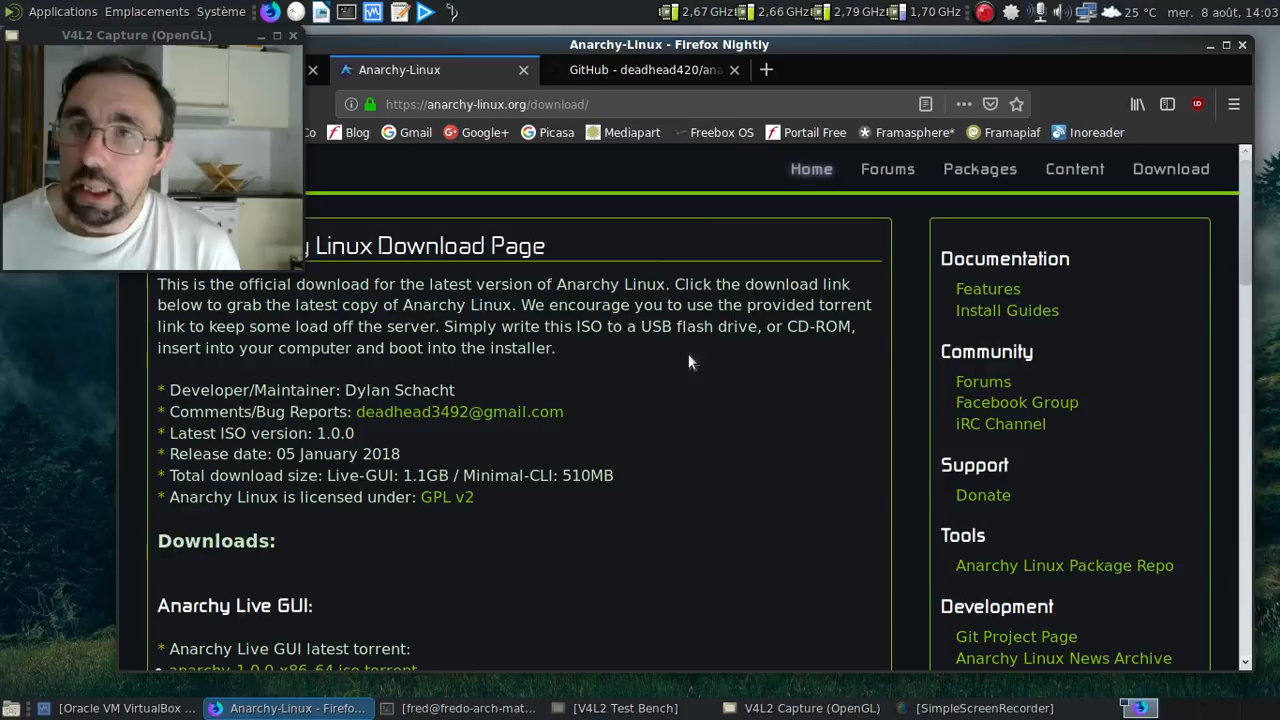 Applications Emplacements Système 2,67 GHz 2,66 GHz 2,79 GHz 1,70 GHz 25 °C mer. 8 août, 14:03
V4L2 Capture (OpenGL)
Anarchy-Linux - Firefox Nightly
Anarchy-Linux GitHub - deadhead420/ana
https://anarchy-linux.org/download/
Co Blog Gmail Google+ Picasa Mediapart Freebox OS Portail Free Framasphere* Framapiaf Inoreader
Home Forums Packages Content Download
y Linux Download Page
This is the official download for the latest version of Anarchy Linux. Click the download link
below to grab the latest copy of Anarchy Linux. We encourage you to use the provided torrent
link to keep some load off the server. Simply write this ISO to a USB flash drive, or CD-ROM,
insert into your computer and boot into the installer.
* Developer/Maintainer: Dylan Schacht
* Comments/Bug Reports: deadhead3492@gmail.com
* Latest ISO version: 1.0.0
* Release date: 05 January 2018
* Total download size: Live-GUI: 1.1GB / Minimal-CLI: 510MB
* Anarchy Linux is licensed under: GPL v2
Downloads:
Anarchy Live GUI:
* Anarchy Live GUI latest torrent:
anarchy-1.0.0-x86_64.iso.torrent
Documentation
Features
Install Guides
Community
Forums
Facebook Group
iRC Channel
Support
Donate
Tools
Anarchy Linux Package Repo
Development
Git Project Page
Anarchy Linux News Archive
[Oracle VM VirtualBox ... Anarchy-Linux - Firefo... [fred@fredo-arch-mat... [V4L2 Test Bench] V4L2 Capture (OpenGL) [SimpleScreenRecorder]